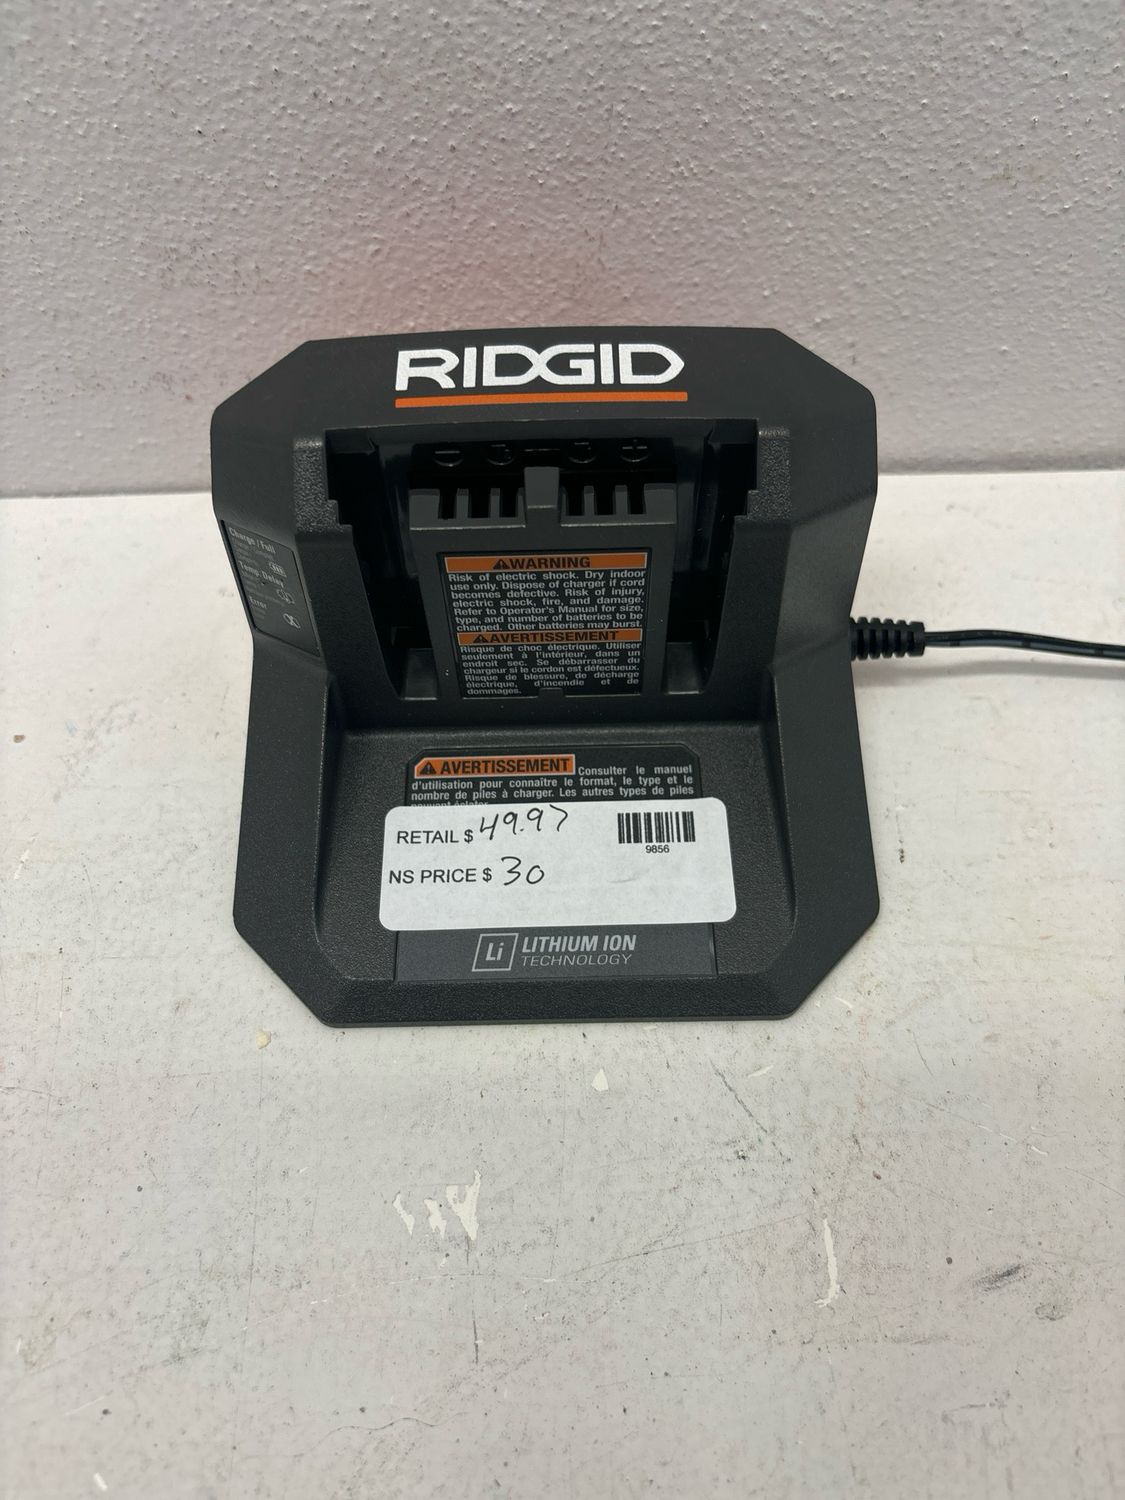 RIDGID
Charge / Full
Temp. Delay
Error
WARNING
Risk of electric shock. Dry indoor
use only. Dispose of charger if cord
becomes defective. Risk of injury,
electric shock, fire, and damage.
Refer to Operator's Manual for size,
type, and number of batteries to be
charged. Other batteries may burst.
AVERTISSEMENT
Risque de choc électrique. Utiliser
seulement à l'intérieur, dans un
endroit sec. Se débarrasser du
chargeur si le cordon est défectueux.
Risque de blessure, de décharge
électrique, d'incendie et de
dommages.
AVERTISSEMENT Consulter le manuel
d'utilisation pour connaître le format, le type et le
nombre de piles à charger. Les autres types de piles
peuvent éclater.
RETAIL $ 49.97
9856
NS PRICE $ 30
Li LITHIUM ION
TECHNOLOGY